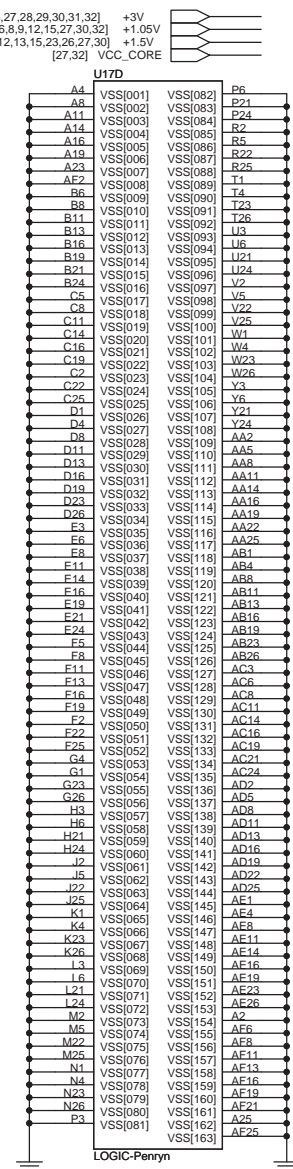 ,27,28,29,30,31,32] +3V
6,8,9,12,15,27,30,32] +1.05V
12,13,15,23,26,27,30] +1.5V
[27,32] VCC_CORE
U17D
A4 VSS[001] VSS[082] P6
A8 VSS[002] VSS[083] P21
A11 VSS[003] VSS[084] P24
A14 VSS[004] VSS[085] R2
A16 VSS[005] VSS[086] R5
A19 VSS[006] VSS[087] R22
A23 VSS[007] VSS[088] R25
AF2 VSS[008] VSS[089] T1
B6 VSS[009] VSS[090] T4
B8 VSS[010] VSS[091] T23
B11 VSS[011] VSS[092] T26
B13 VSS[012] VSS[093] U3
B16 VSS[013] VSS[094] U6
B19 VSS[014] VSS[095] U21
B21 VSS[015] VSS[096] U24
B24 VSS[016] VSS[097] V2
C5 VSS[017] VSS[098] V5
C8 VSS[018] VSS[099] V22
C11 VSS[019] VSS[100] V25
C14 VSS[020] VSS[101] W1
C16 VSS[021] VSS[102] W4
C19 VSS[022] VSS[103] W23
C2 VSS[023] VSS[104] W26
C22 VSS[024] VSS[105] Y3
C25 VSS[025] VSS[106] Y6
D1 VSS[026] VSS[107] Y21
D4 VSS[027] VSS[108] Y24
D8 VSS[028] VSS[109] AA2
D11 VSS[029] VSS[110] AA5
D13 VSS[030] VSS[111] AA8
D16 VSS[031] VSS[112] AA11
D19 VSS[032] VSS[113] AA14
D23 VSS[033] VSS[114] AA16
D26 VSS[034] VSS[115] AA19
E3 VSS[035] VSS[116] AA22
E6 VSS[036] VSS[117] AA25
E8 VSS[037] VSS[118] AB1
E11 VSS[038] VSS[119] AB4
E14 VSS[039] VSS[120] AB8
E16 VSS[040] VSS[121] AB11
E19 VSS[041] VSS[122] AB13
E21 VSS[042] VSS[123] AB16
E24 VSS[043] VSS[124] AB19
F5 VSS[044] VSS[125] AB23
F8 VSS[045] VSS[126] AB26
F11 VSS[046] VSS[127] AC3
F13 VSS[047] VSS[128] AC6
F16 VSS[048] VSS[129] AC8
F19 VSS[049] VSS[130] AC11
F2 VSS[050] VSS[131] AC14
F22 VSS[051] VSS[132] AC16
F25 VSS[052] VSS[133] AC19
G4 VSS[053] VSS[134] AC21
G1 VSS[054] VSS[135] AC24
G23 VSS[055] VSS[136] AD2
G26 VSS[056] VSS[137] AD5
H3 VSS[057] VSS[138] AD8
H6 VSS[058] VSS[139] AD11
H21 VSS[059] VSS[140] AD13
H24 VSS[060] VSS[141] AD16
J2 VSS[061] VSS[142] AD19
J5 VSS[062] VSS[143] AD22
J22 VSS[063] VSS[144] AD25
J25 VSS[064] VSS[145] AE1
K1 VSS[065] VSS[146] AE4
K4 VSS[066] VSS[147] AE8
K23 VSS[067] VSS[148] AE11
K26 VSS[068] VSS[149] AE14
L3 VSS[069] VSS[150] AE16
L6 VSS[070] VSS[151] AE19
L21 VSS[071] VSS[152] AE23
L24 VSS[072] VSS[153] AE26
M2 VSS[073] VSS[154] A2
M5 VSS[074] VSS[155] AF6
M22 VSS[075] VSS[156] AF8
M25 VSS[076] VSS[157] AF11
N1 VSS[077] VSS[158] AF13
N4 VSS[078] VSS[159] AF16
N23 VSS[079] VSS[160] AF19
N26 VSS[080] VSS[161] AF21
P3 VSS[081] VSS[162] A25
VSS[163] AF25
LOGIC-Penryn